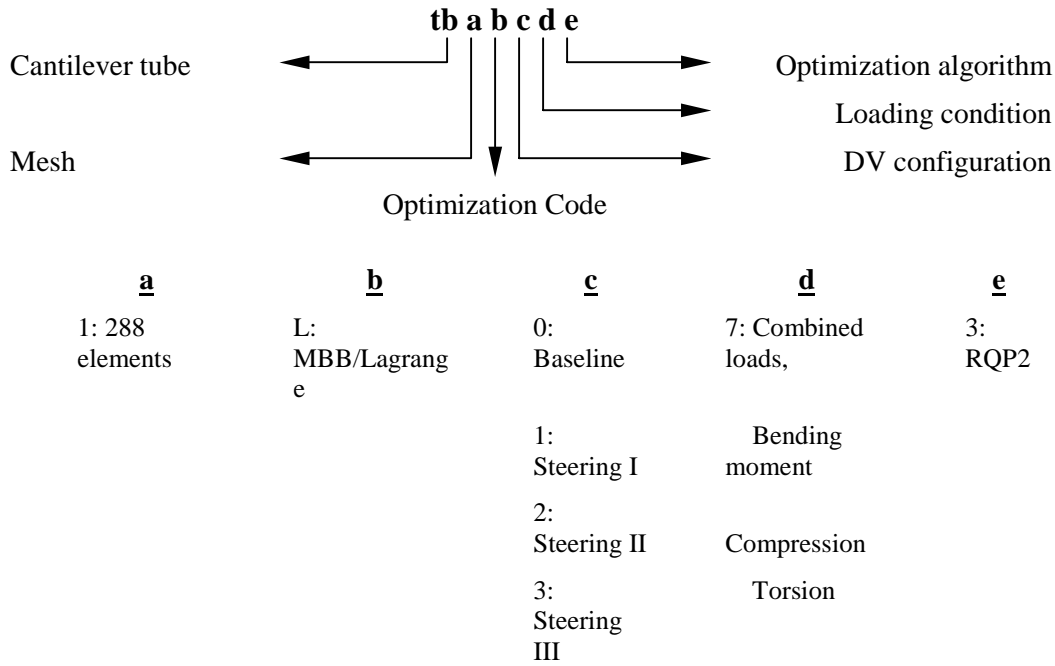 tb a b c d e
Cantilever tube
Optimization algorithm
Loading condition
Mesh
DV configuration
Optimization Code
a b c d e
1: 288
elements
L:
MBB/Lagrang
e
0:
Baseline
7: Combined
loads,
3:
RQP2
1:
Steering I
Bending
moment
2:
Steering II
Compression
3:
Steering
III
Torsion